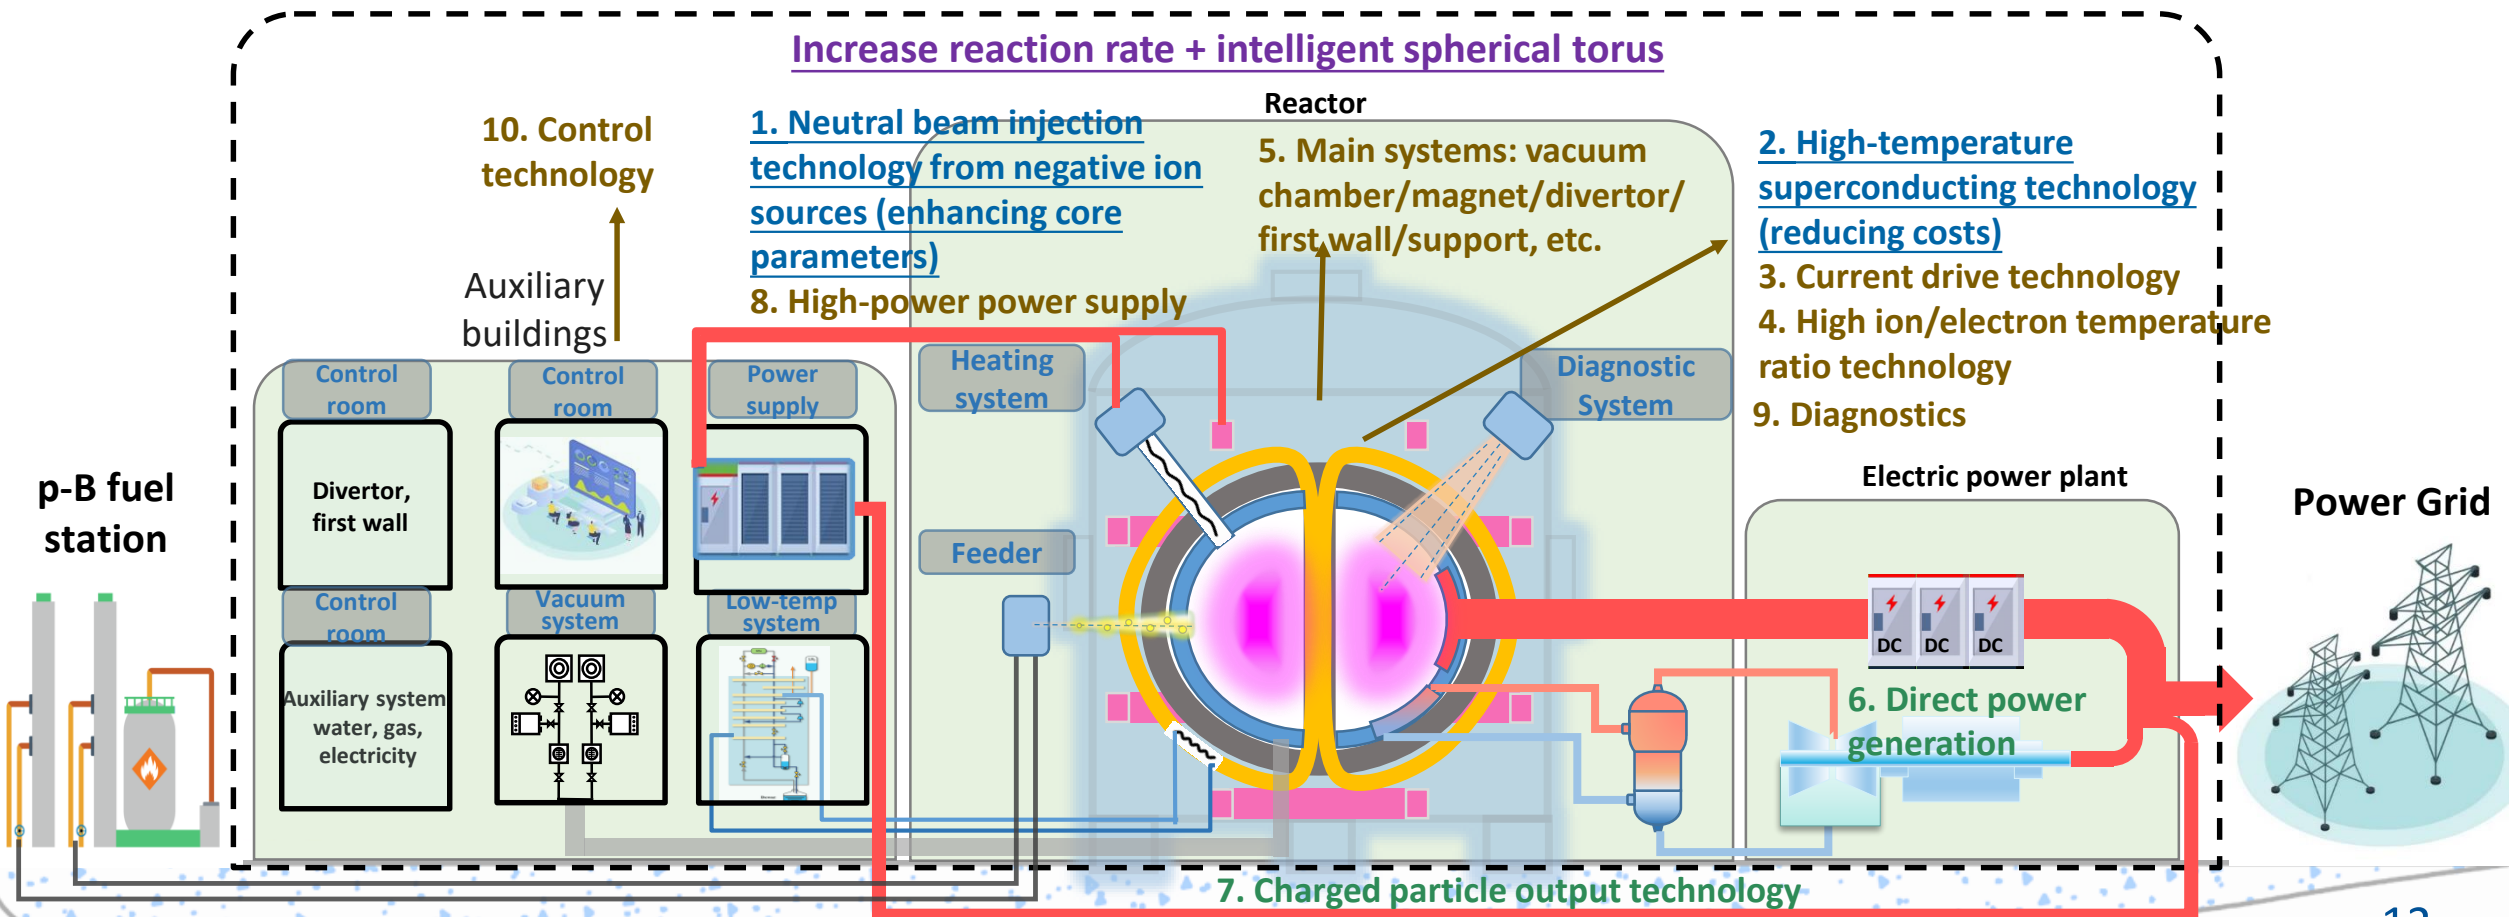 Increase reaction rate + intelligent spherical torus
Reactor
10. Control
technology
1. Neutral beam injection
technology from negative ion
sources (enhancing core
parameters)
8. High-power power supply
5. Main systems: vacuum
chamber/magnet/divertor/
first wall/support, etc.
2. High-temperature
superconducting technology
(reducing costs)
3. Current drive technology
4. High ion/electron temperature
ratio technology
9. Diagnostics
Auxiliary
buildings
Control
room
Control
room
Power
supply
Heating
system
Diagnostic
System
Divertor,
first wall
Feeder
p-B fuel
station
Electric power plant
Power Grid
Control
room
Vacuum
system
Low-temp
system
Auxiliary system
water, gas,
electricity
DC DC DC
6. Direct power
generation
7. Charged particle output technology